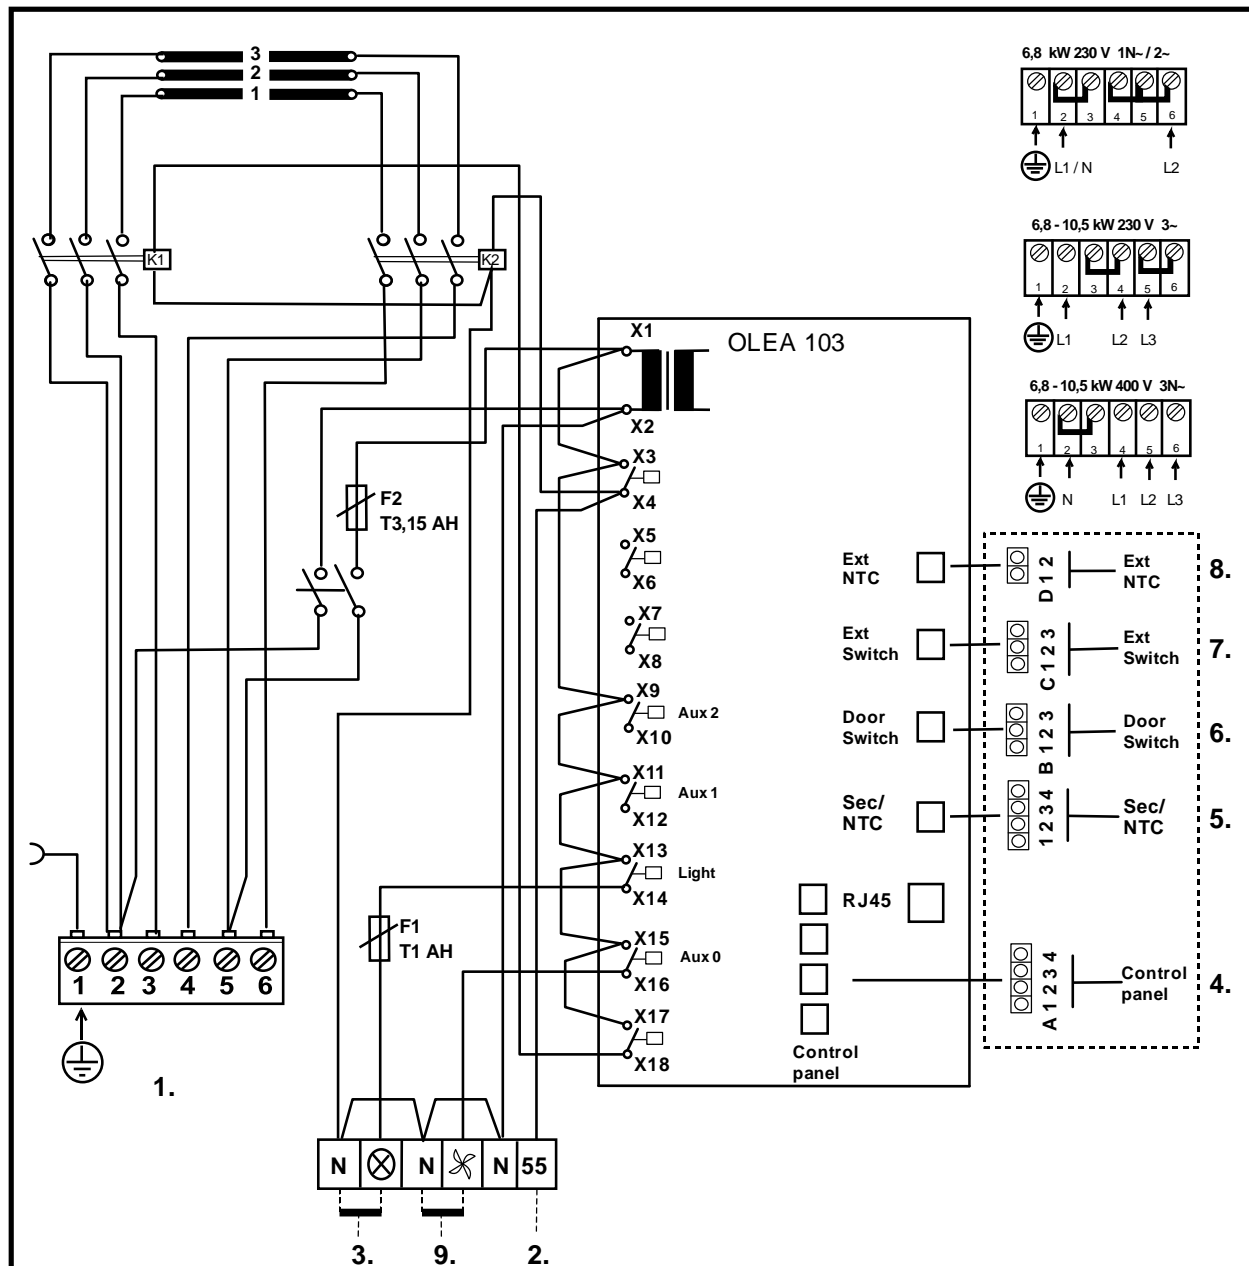 3
2
1
6,8 kW 230 V 1N~ / 2~
1 2 3 4 5 6
L1 / N L2
K1
K2
6,8 - 10,5 kW 230 V 3~
1 2 3 4 5 6
L1 L2 L3
X1
OLEA 103
X2
6,8 - 10,5 kW 400 V 3N~
1 2 3 4 5 6
N L1 L2 L3
X3
X4
F2
T3,15 AH
X5
X6
Ext
NTC
D 1 2
Ext
NTC
8.
X7
X8
Ext
Switch
C 1 2 3
Ext
Switch
7.
X9
Aux 2
X10
Door
Switch
B 1 2 3
Door
Switch
6.
X11
Aux 1
X12
Sec/
NTC
1 2 3 4
Sec/
NTC
5.
X13
Light
X14
RJ45
F1
T1 AH
X15
Aux 0
X16
A 1 2 3 4
Control
panel
4.
X17
X18
Control
panel
1 2 3 4 5 6
1.
N N N 55
3. 9. 2.